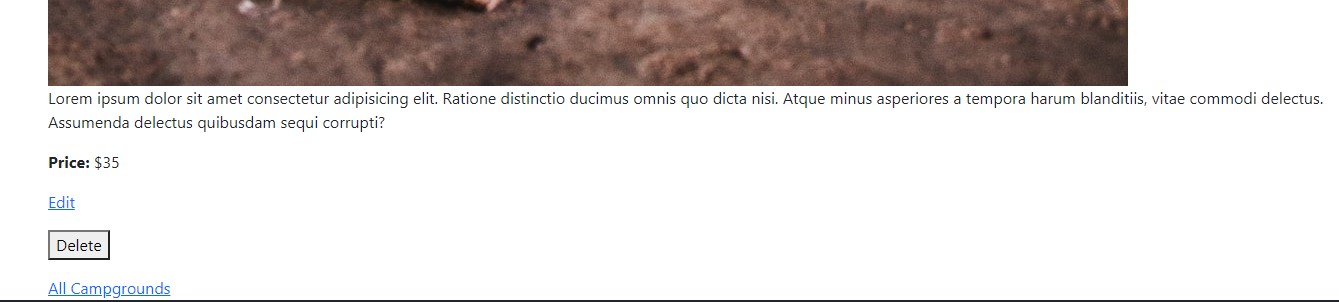 Lorem ipsum dolor sit amet consectetur adipisicing elit. Ratione distinctio ducimus omnis quo dicta nisi. Atque minus asperiores a tempora harum blanditiis, vitae commodi delectus.
Assumenda delectus quibusdam sequi corrupti?
Price: $35
Edit
Delete
All Campgrounds